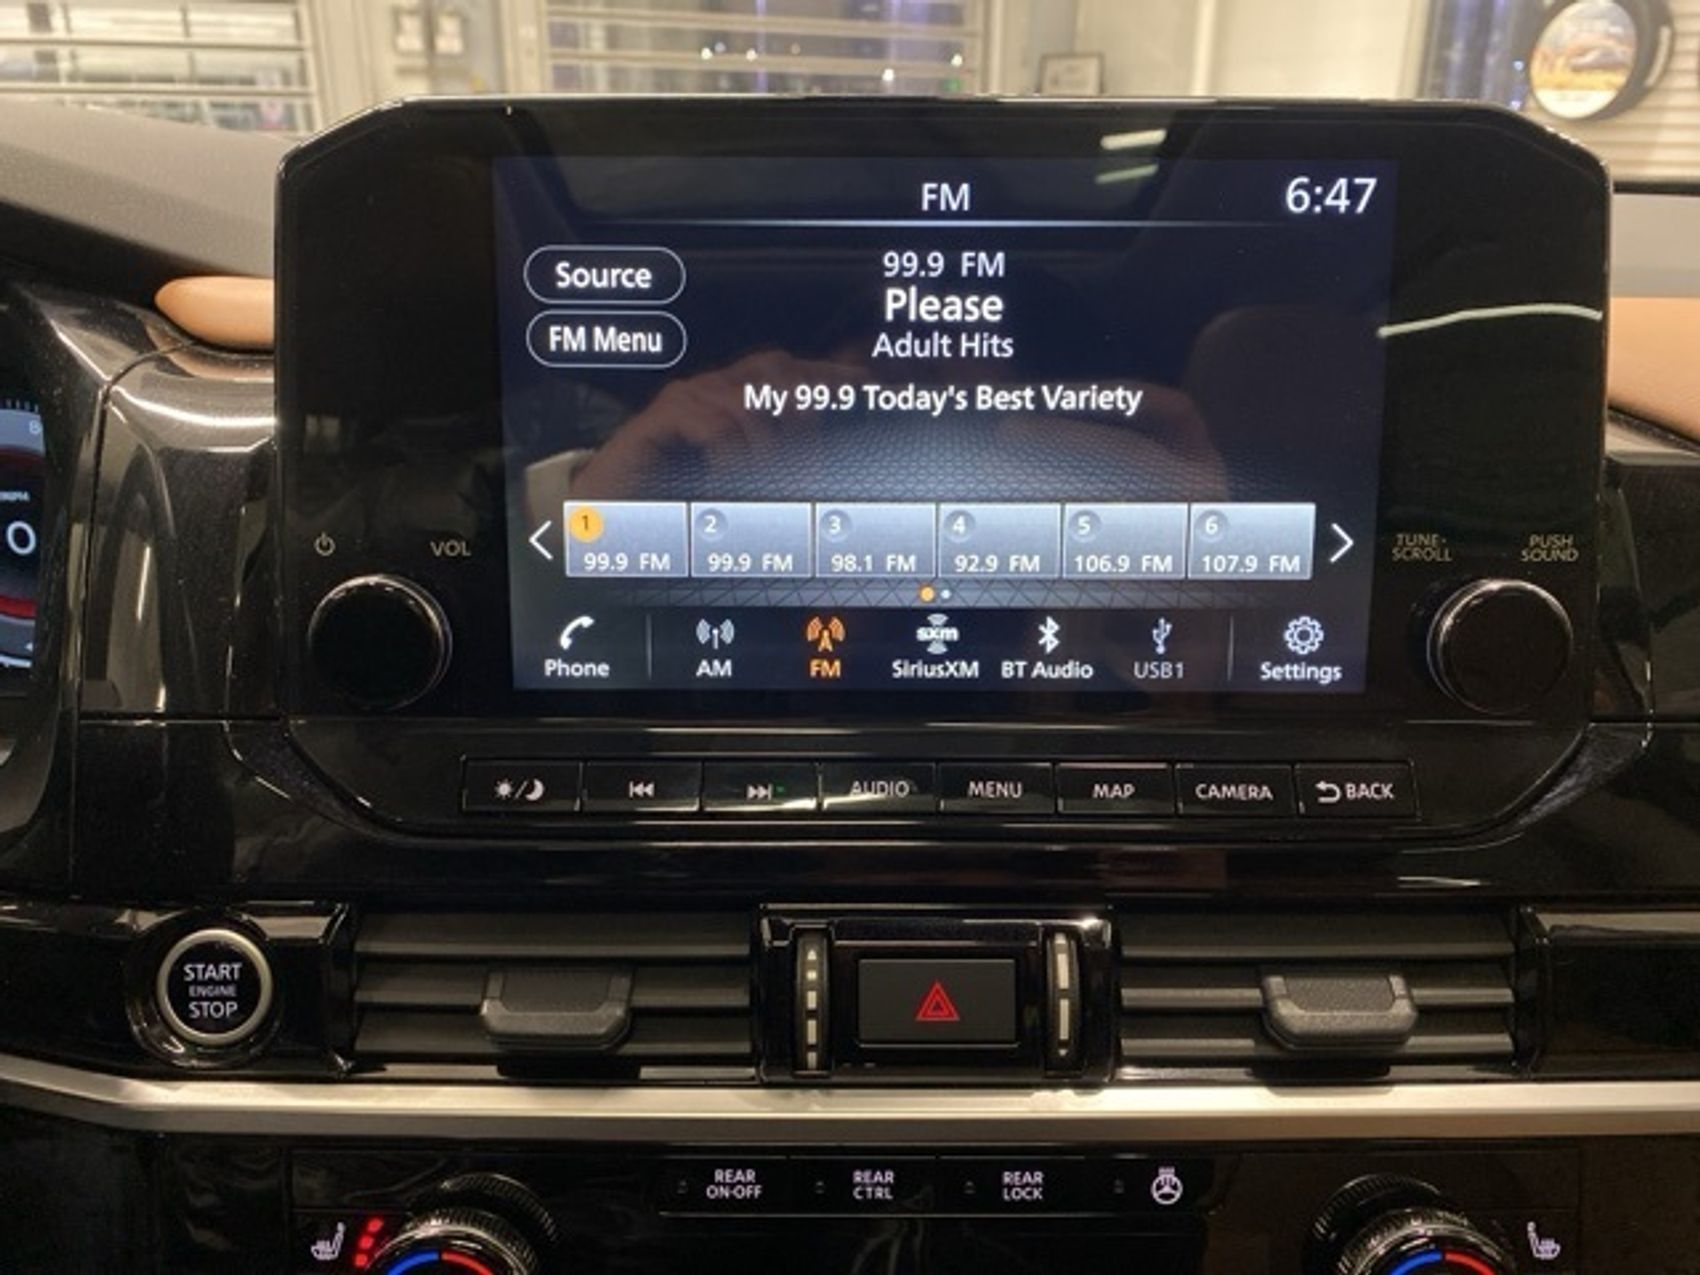 FM
6:47
Source
99.9 FM
Please
FM Menu
Adult Hits
My 99.9 Today's Best Variety
1
2
3
4
5
6
99.9 FM
99.9 FM
98.1 FM
92.9 FM
106.9 FM
107.9 FM
VOL
TUNE·
SCROLL
PUSH
SOUND
sxm
Phone
AM
FM
SiriusXM
BT Audio
USB1
Settings
AUDIO
MENU
MAP
CAMERA
BACK
START
ENGINE
STOP
REAR
ON·OFF
REAR
CTRL
REAR
LOCK
0